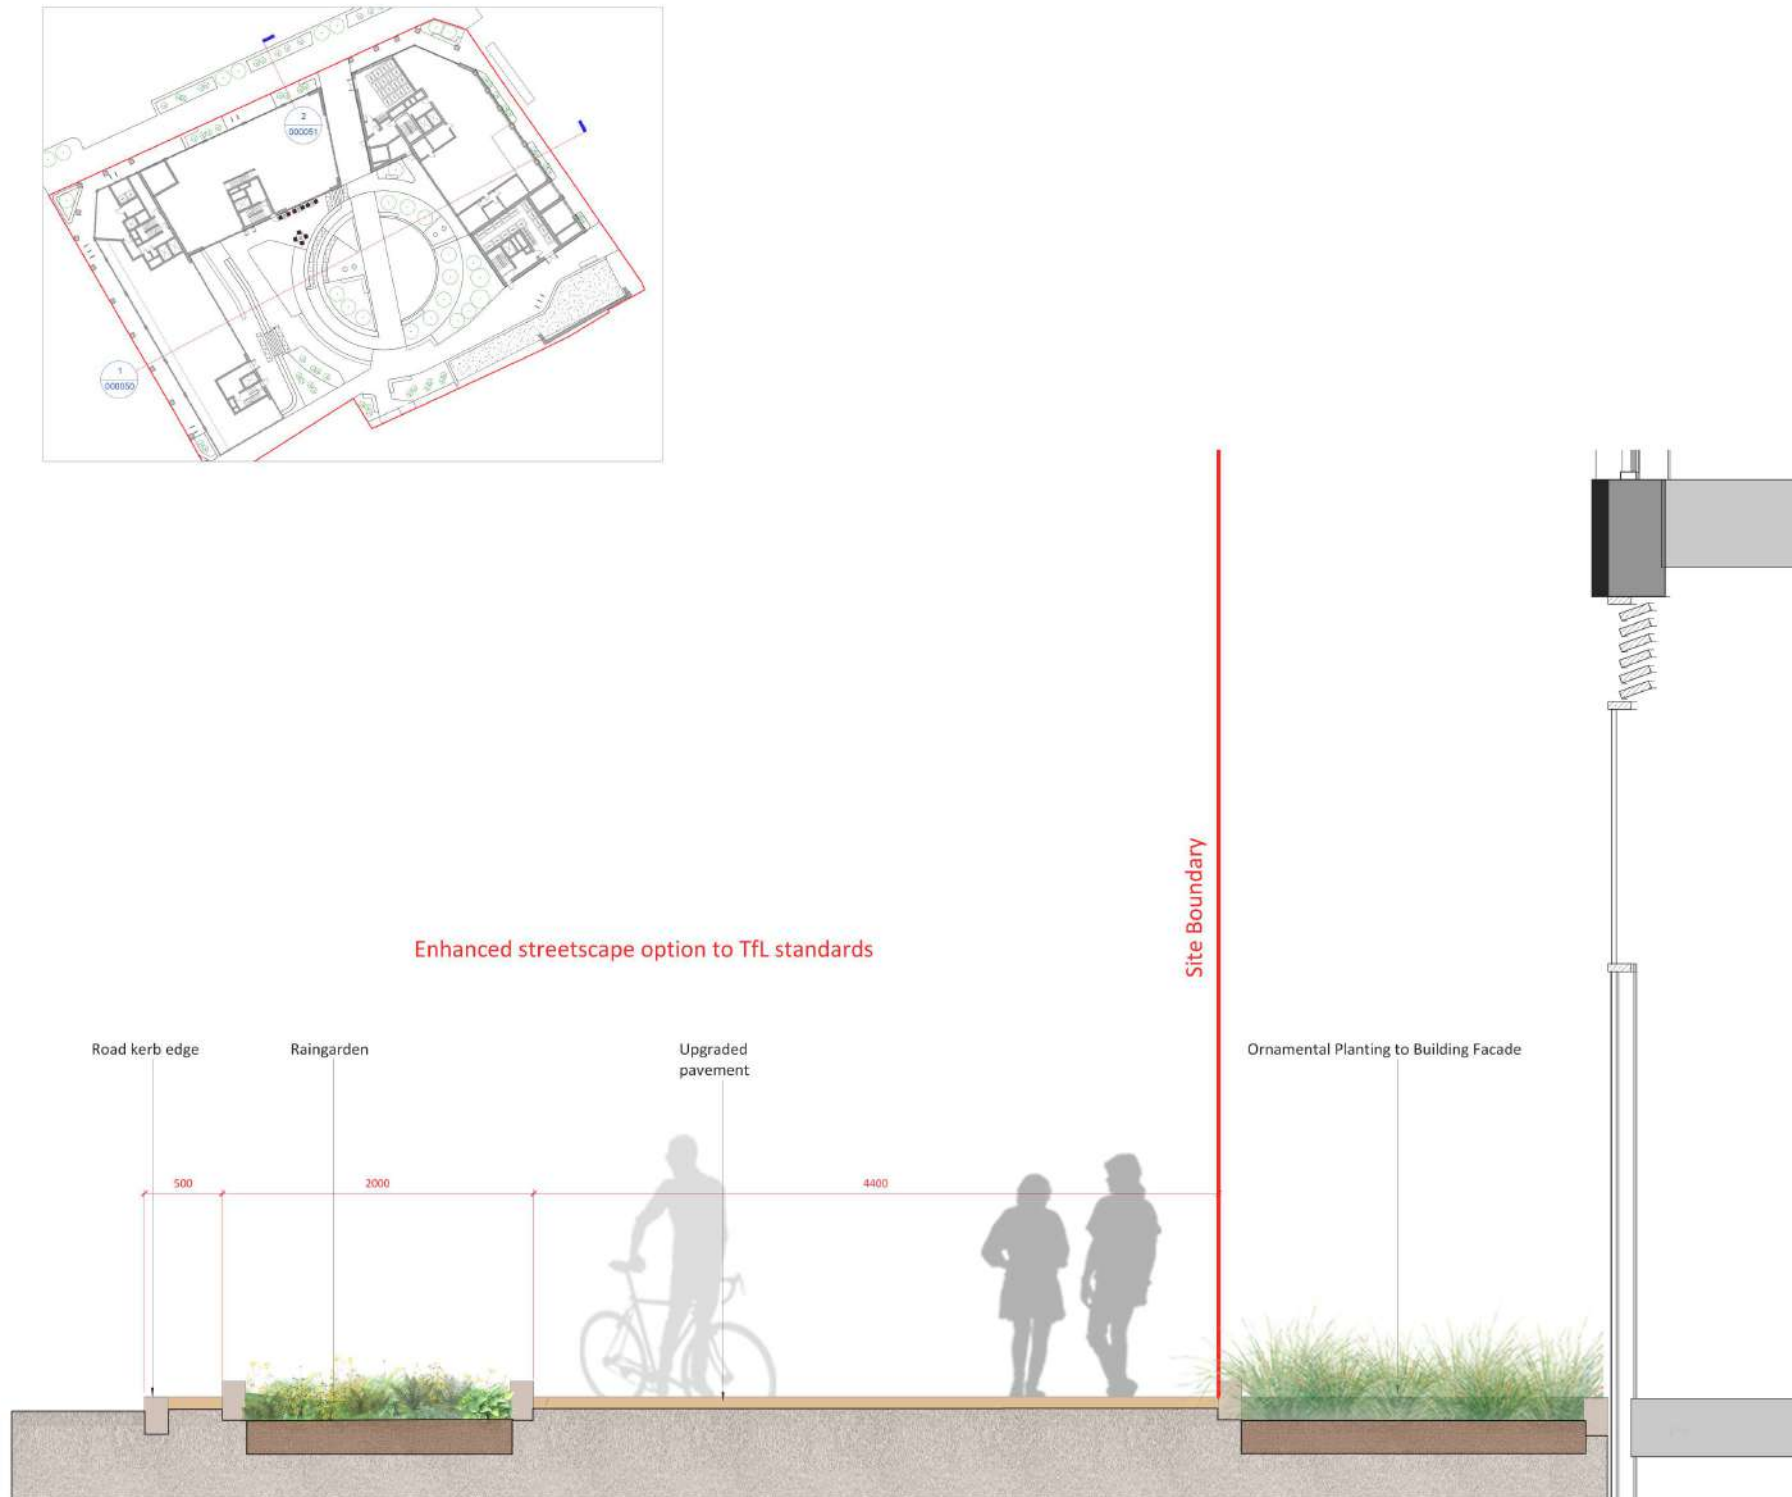 2
000051
1
000050
Site Boundary
Enhanced streetscape option to TfL standards
Road kerb edge
Raingarden
Upgraded
pavement
Ornamental Planting to Building Facade
500
2000
4400